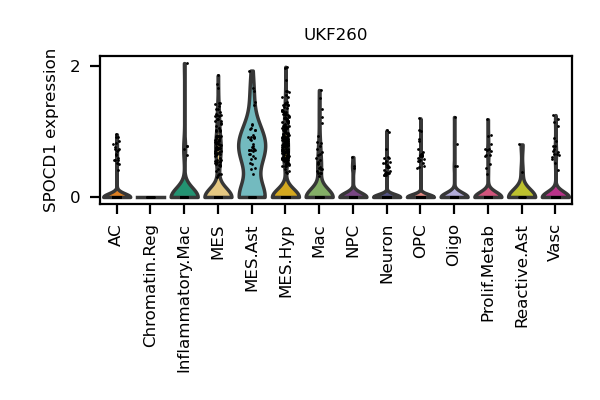 UKF260
SPOCD1 expression
2
0
AC
Chromatin.Reg
Inflammatory.Mac
MES
MES.Ast
MES.Hyp
Mac
NPC
Neuron
OPC
Oligo
Prolif.Metab
Reactive.Ast
Vasc